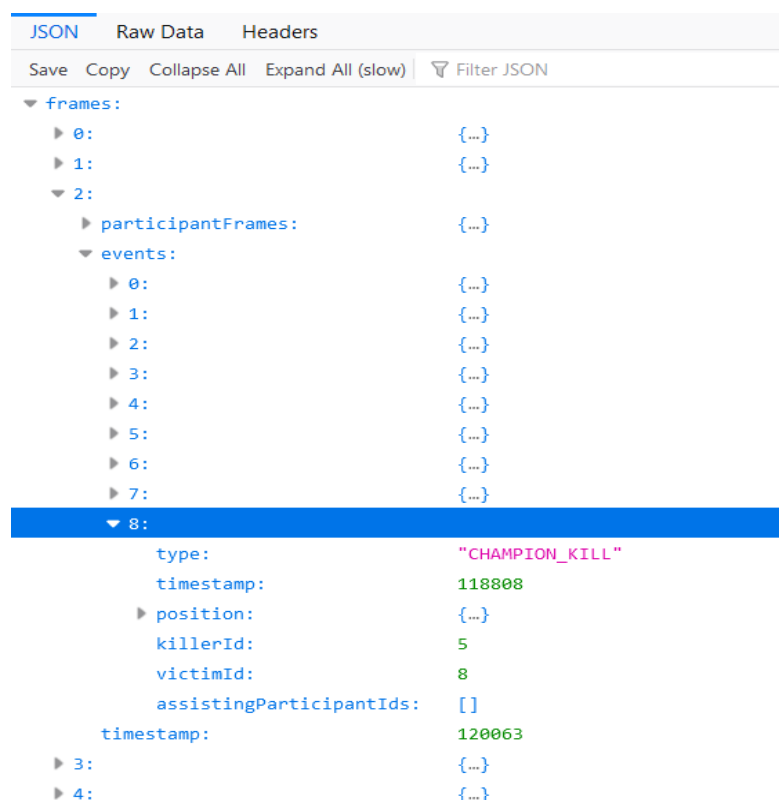 JSON Raw Data Headers
Save Copy Collapse All Expand All (slow) Filter JSON
frames:
0: {…}
1: {…}
2:
participantFrames: {…}
events:
0: {…}
1: {…}
2: {…}
3: {…}
4: {…}
5: {…}
6: {…}
7: {…}
8:
type: "CHAMPION_KILL"
timestamp: 118808
position: {…}
killerId: 5
victimId: 8
assistingParticipantIds: []
timestamp: 120063
3: {…}
4: {…}